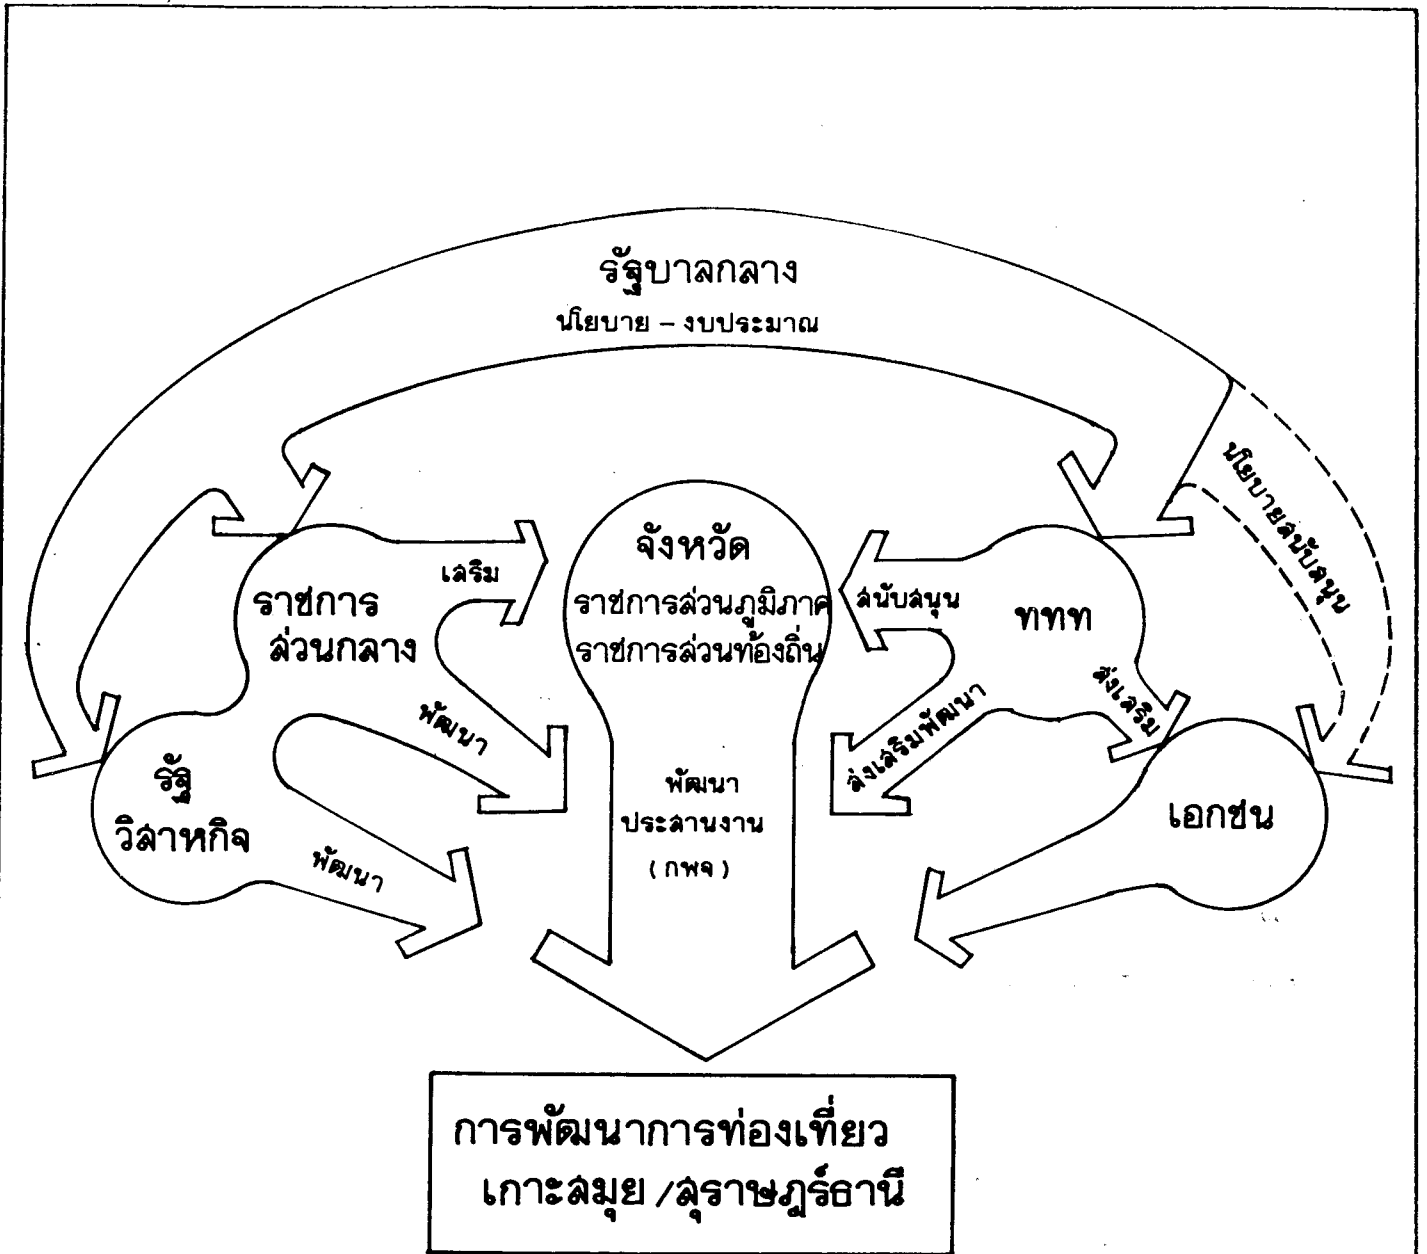 รัฐบาลกลาง
นโยบาย - งบประมาณ
นโยบายสนับสนุน
จังหวัด
ราชการส่วนภูมิภาค
ราชการส่วนท้องถิ่น
เสริม
สนับสนุน
ราชการ
ส่วนกลาง
ททท
ส่งเสริม
พัฒนา
ส่งเสริมพัฒนา
รัฐ
วิสาหกิจ
พัฒนา
พัฒนา
ประสานงาน
( กพจ )
เอกชน
การพัฒนาการท่องเที่ยว
เกาะสมุย /สุราษฎร์ธานี